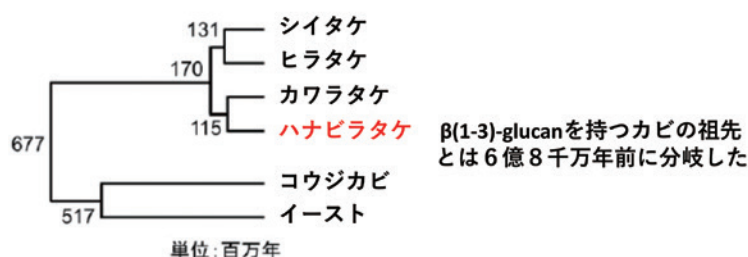 131
シイタケ
ヒラタケ
170
カワラタケ
115
ハナビラタケ
β(1-3)-glucanを持つカビの祖先
とは６億８千万年前に分岐した
677
コウジカビ
517
イースト
単位:百万年